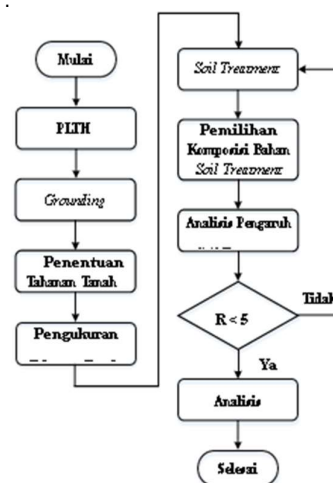 Mulai
PLTH
Grounding
Penentuan
Tahanan Tanah
Pengukuran
Soil Treatment
Pemilihan
Komposisi Bahan
Soil Treatment
Analisis Pengaruh
R < 5
Tidak
Ya
Analisis
Selesai